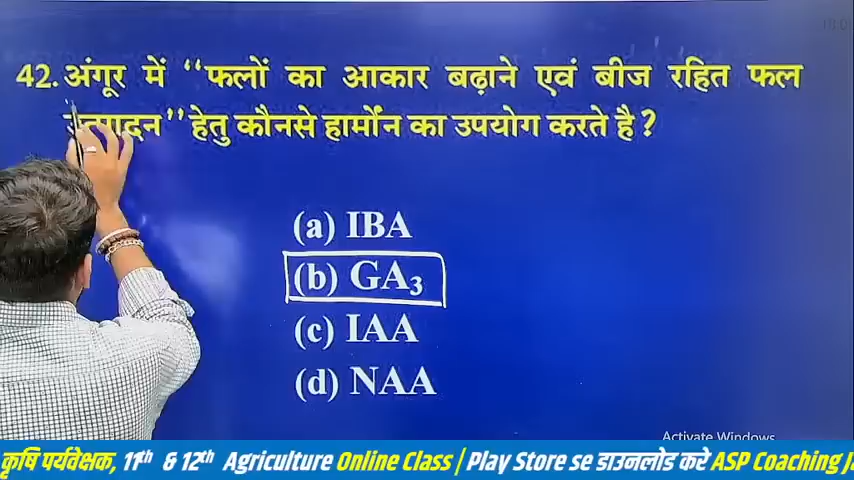 42. अंगूर में ‘‘फलों का आकार बढ़ाने एवं बीज रहित फल
उत्पादन’’ हेतु कौनसे हार्मोन का उपयोग करते है ?
(a) IBA
(b) GA₃
(c) IAA
(d) NAA
Activate Windows
कृषि पर्यवेक्षक, 11th & 12th Agriculture Online Class | Play Store se डाउनलोड करे ASP Coaching